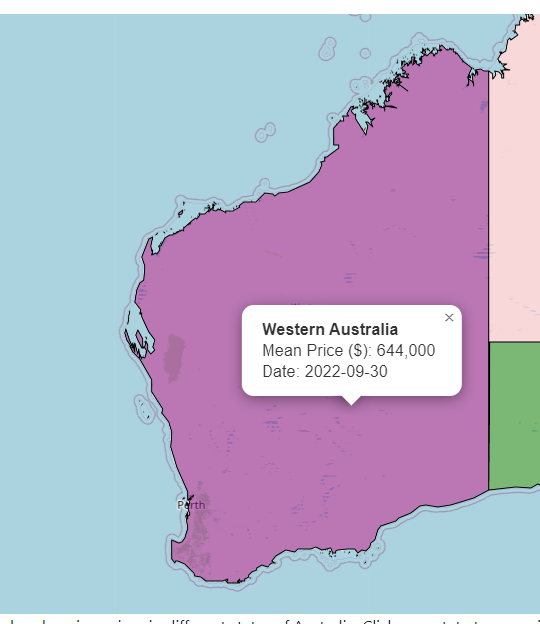 Western Australia
×
Mean Price ($): 644,000
Date: 2022-09-30
Perth